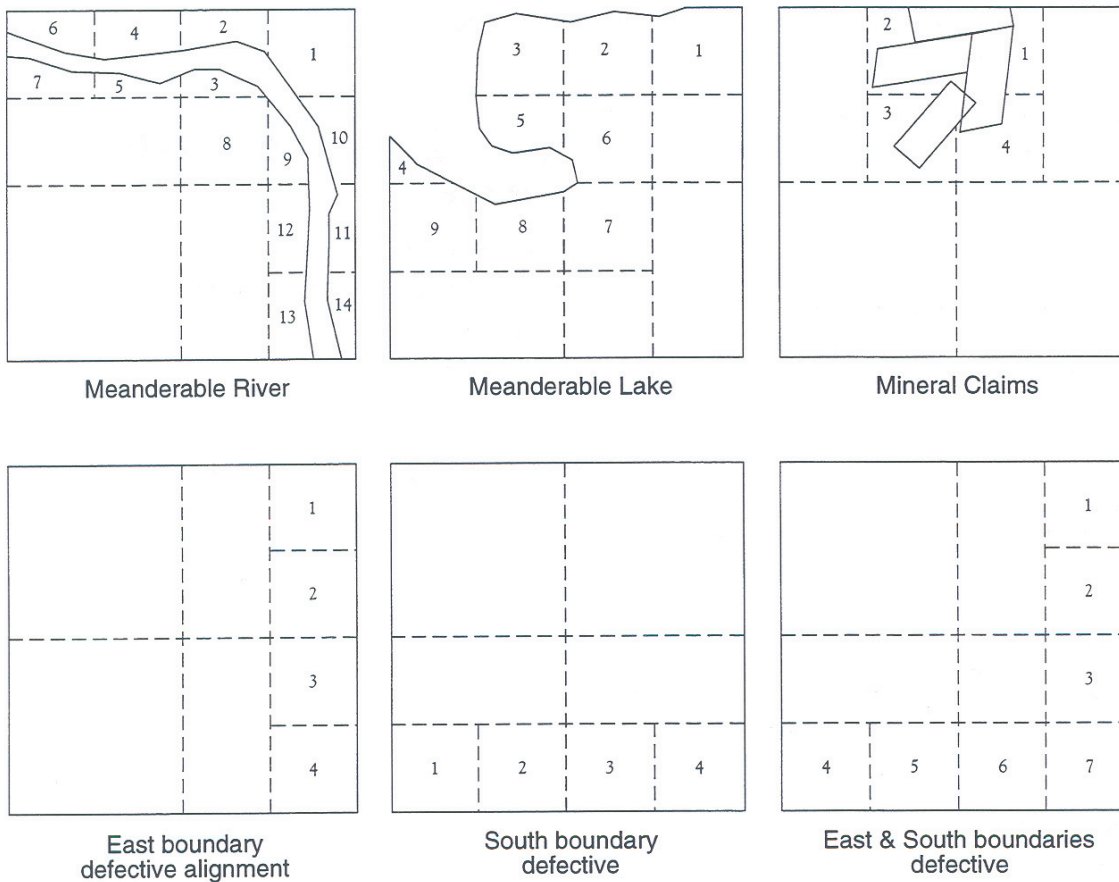 6 4 2 1
7 5 3
8 9 10
12 11
13 14
Meanderable River
3 2 1
5 6
4
9 8 7
Meanderable Lake
2 1
3 4
Mineral Claims
1
2
3
4
East boundary
defective alignment
1 2 3 4
South boundary
defective
1
2
3
4 5 6 7
East & South boundaries
defective